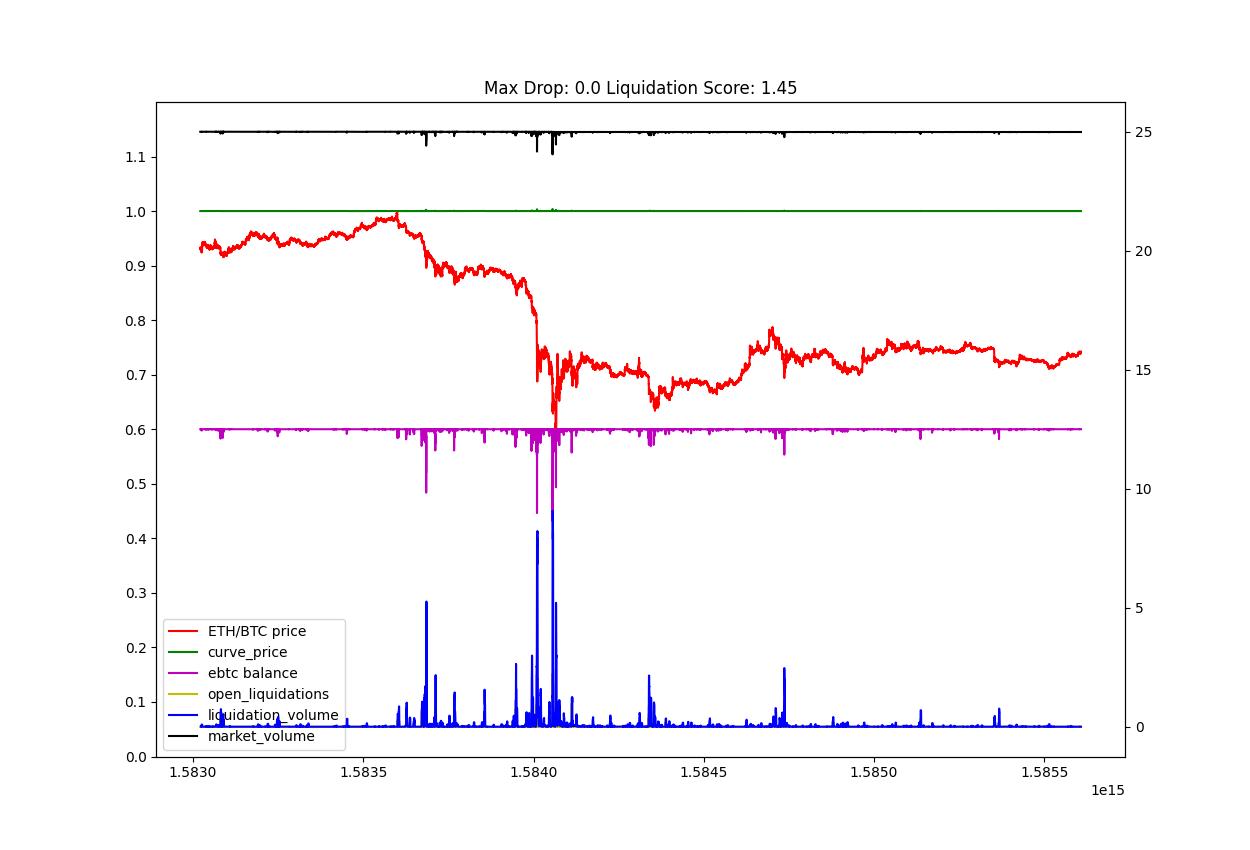 Max Drop: 0.0 Liquidation Score: 1.45
1.1
1.0
0.9
0.8
0.7
0.6
0.5
0.4
0.3
0.2
0.1
0.0
25
20
15
10
5
0
ETH/BTC price
curve_price
ebtc balance
open_liquidations
liquidation_volume
market_volume
1.5830 1.5835 1.5840 1.5845 1.5850 1.5855
1e15